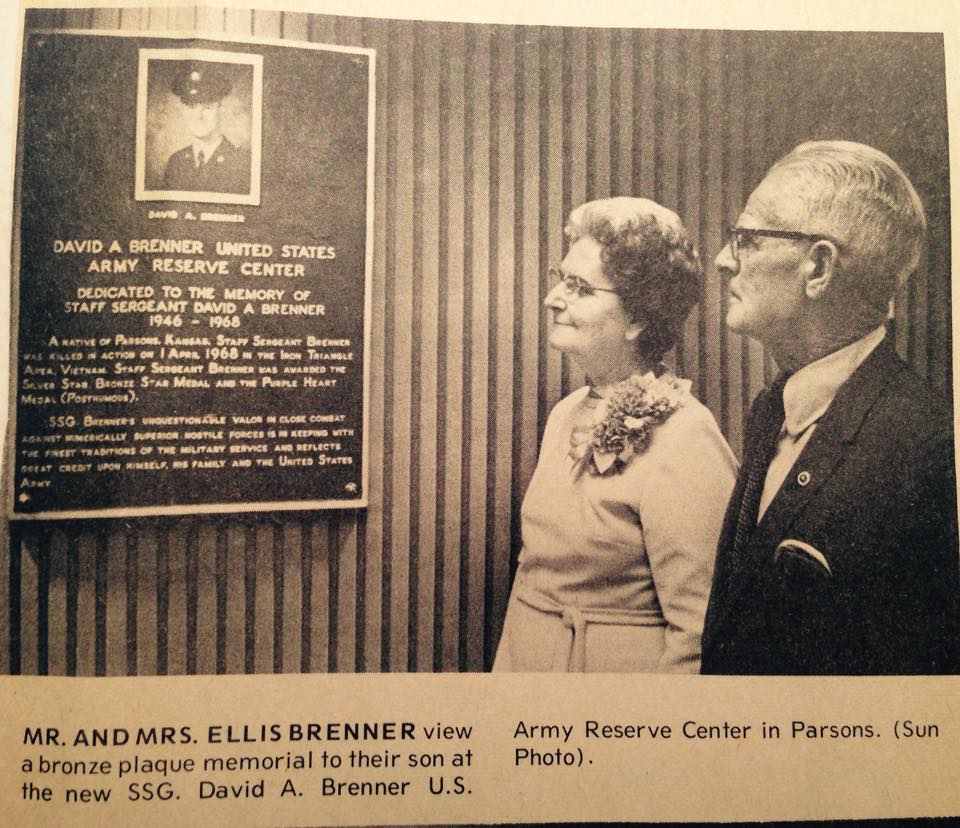 DAVID A. BRENNER
DAVID A BRENNER UNITED STATES
ARMY RESERVE CENTER
DEDICATED TO THE MEMORY OF
STAFF SERGEANT DAVID A BRENNER
1946 - 1968
A NATIVE OF PARSONS, KANSAS, STAFF SERGEANT BRENNER
WAS KILLED IN ACTION ON 1 APRIL 1968 IN THE IRON TRIANGLE
AREA, VIETNAM. STAFF SERGEANT BRENNER WAS AWARDED THE
SILVER STAR, BRONZE STAR MEDAL AND THE PURPLE HEART
MEDAL (POSTHUMOUS).
SSG. BRENNER'S UNQUESTIONABLE VALOR IN CLOSE COMBAT
AGAINST NUMERICALLY SUPERIOR HOSTILE FORCES IS IN KEEPING WITH
THE FINEST TRADITIONS OF THE MILITARY SERVICE AND REFLECTS
GREAT CREDIT UPON HIMSELF, HIS FAMILY AND THE UNITED STATES
ARMY
MR. AND MRS. ELLIS BRENNER view
a bronze plaque memorial to their son at
the new SSG. David A. Brenner U.S.
Army Reserve Center in Parsons. (Sun
Photo).